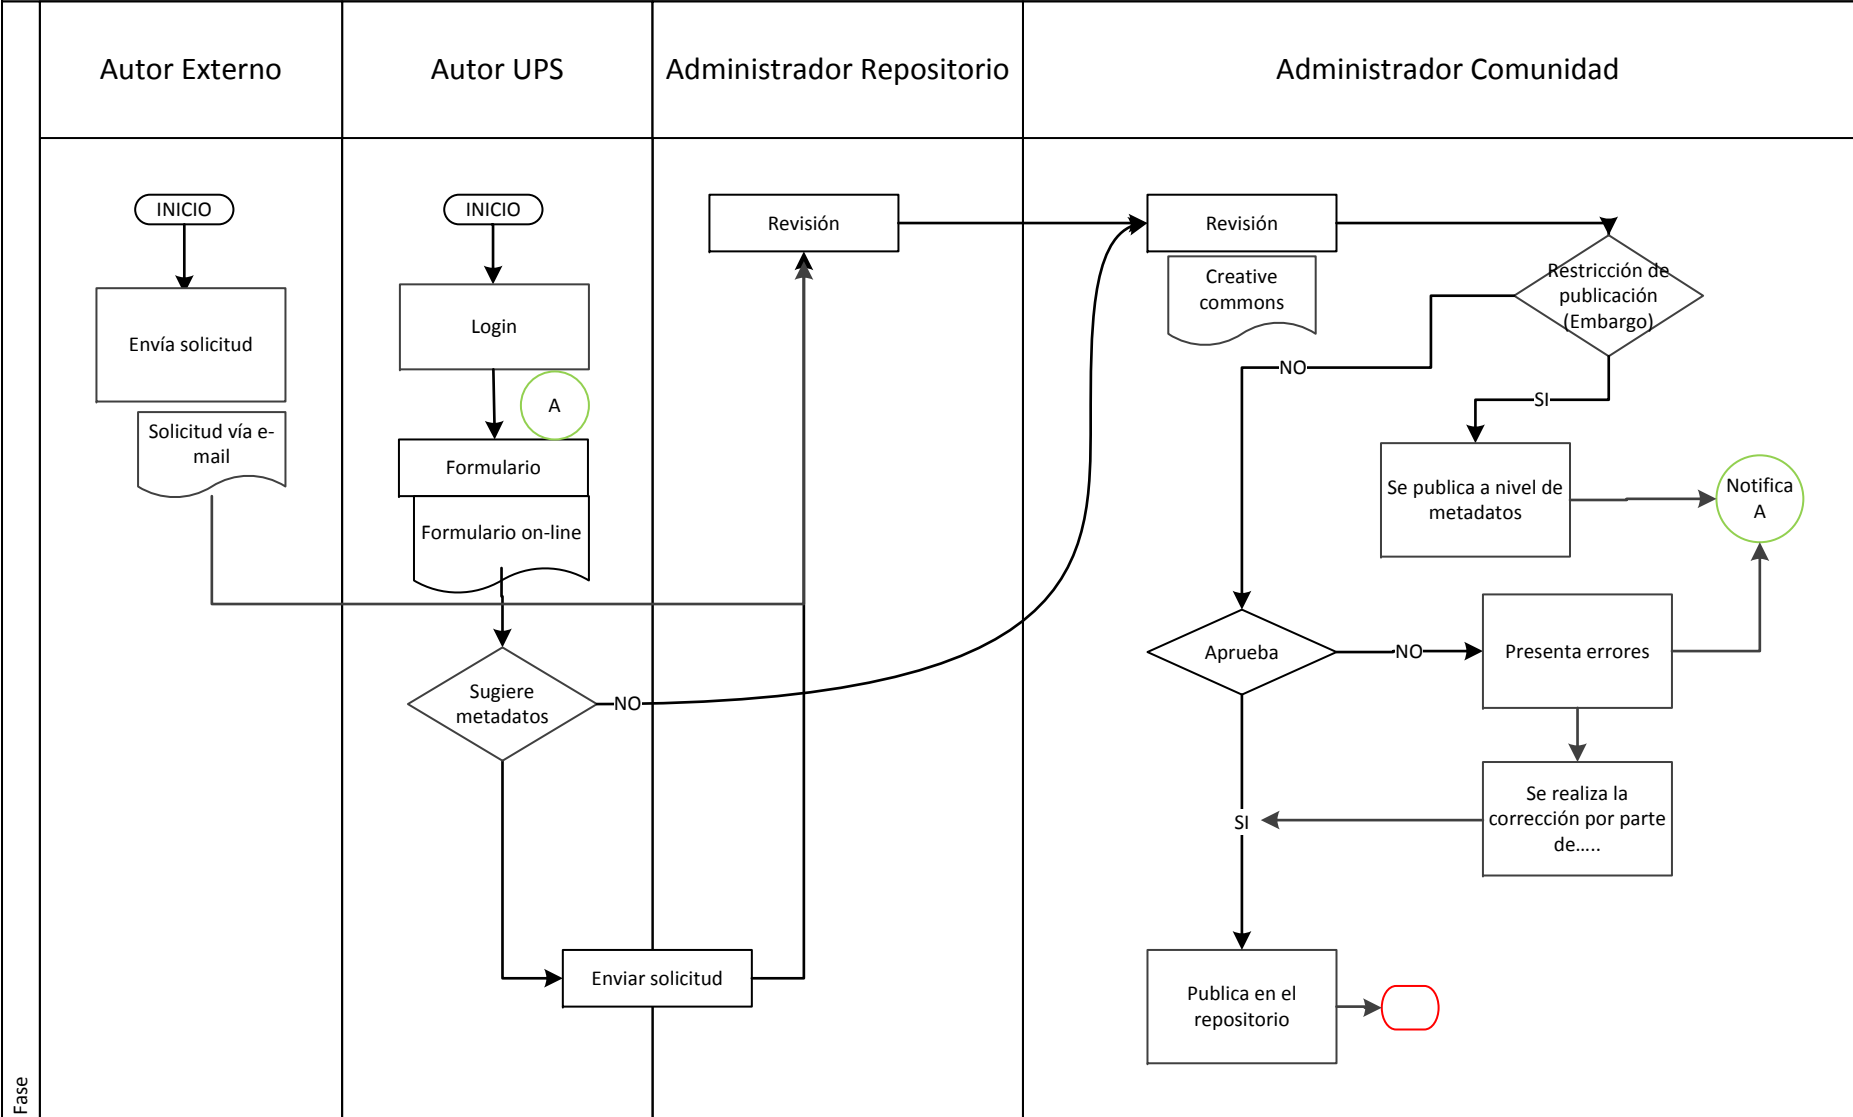 Autor Externo
Autor UPS
Administrador Repositorio
Administrador Comunidad
INICIO
Envía solicitud
Solicitud vía e-
mail
INICIO
Login
A
Formulario
Formulario on-line
Sugiere
metadatos
NO
Enviar solicitud
Revisión
Revisión
Creative
commons
Restricción de
publicación
(Embargo)
NO
SI
Se publica a nivel de
metadatos
Notifica
A
Aprueba
NO
Presenta errores
Se realiza la
corrección por parte
de.....
SI
Publica en el
repositorio
Fase